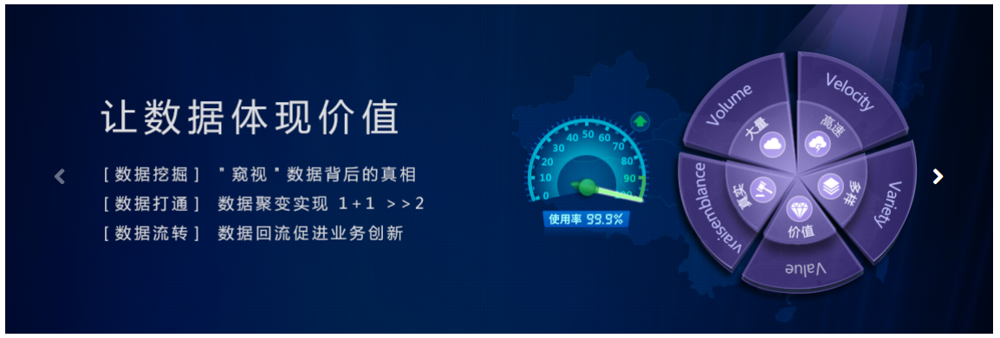 让数据体现价值
[ 数据挖掘 ] "窥视"数据背后的真相
[ 数据打通 ] 数据聚变实现 1+1 >>2
[ 数据流转 ] 数据回流促进业务创新
0
10
20
30
40
50
60
70
80
90
100
使用率 99.9%
Volume
大量
Velocity
高速
Variety
多样
Value
价值
vraisemblance
真实